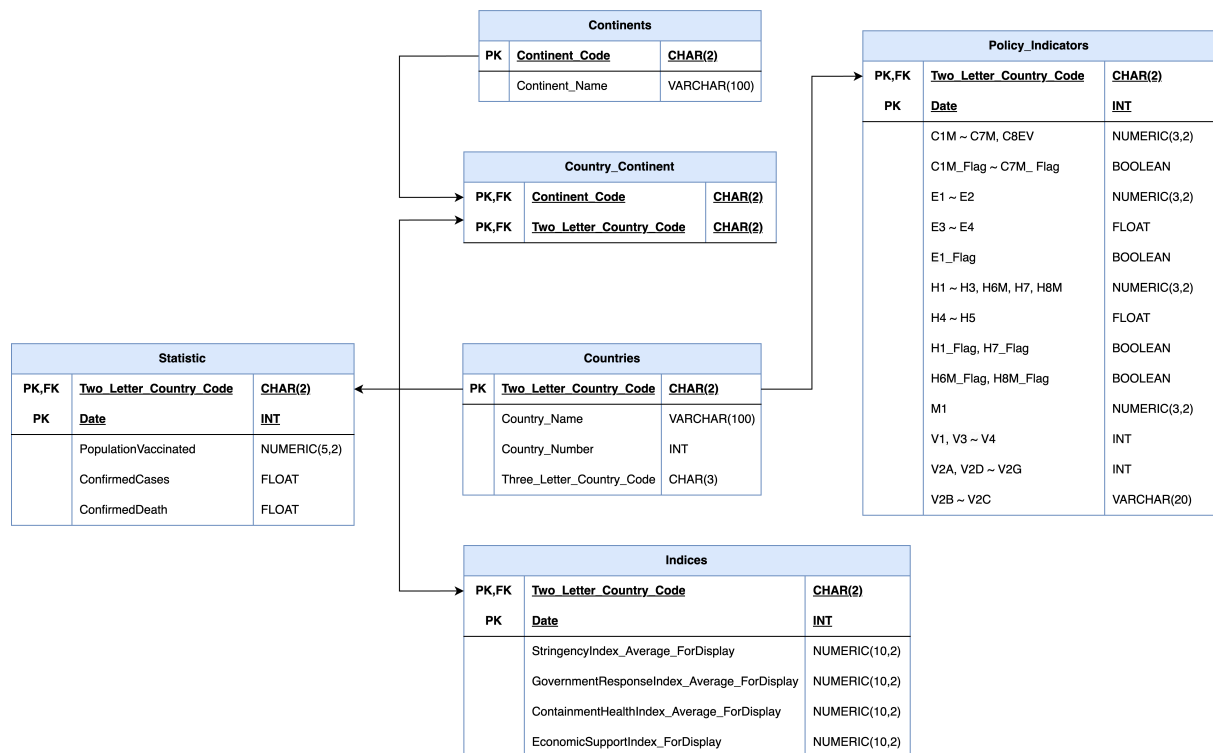 Continents
PK Continent_Code CHAR(2)
Continent_Name VARCHAR(100)
Policy_Indicators
PK,FK Two_Letter_Country_Code CHAR(2)
PK Date INT
C1M ~ C7M, C8EV NUMERIC(3,2)
C1M_Flag ~ C7M_ Flag BOOLEAN
E1 ~ E2 NUMERIC(3,2)
E3 ~ E4 FLOAT
E1_Flag BOOLEAN
H1 ~ H3, H6M, H7, H8M NUMERIC(3,2)
H4 ~ H5 FLOAT
H1_Flag, H7_Flag BOOLEAN
H6M_Flag, H8M_Flag BOOLEAN
M1 NUMERIC(3,2)
V1, V3 ~ V4 INT
V2A, V2D ~ V2G INT
V2B ~ V2C VARCHAR(20)
Country_Continent
PK,FK Continent_Code CHAR(2)
PK,FK Two_Letter_Country_Code CHAR(2)
Statistic
PK,FK Two_Letter_Country_Code CHAR(2)
PK Date INT
PopulationVaccinated NUMERIC(5,2)
ConfirmedCases FLOAT
ConfirmedDeath FLOAT
Countries
PK Two_Letter_Country_Code CHAR(2)
Country_Name VARCHAR(100)
Country_Number INT
Three_Letter_Country_Code CHAR(3)
Indices
PK,FK Two_Letter_Country_Code CHAR(2)
PK Date INT
StringencyIndex_Average_ForDisplay NUMERIC(10,2)
GovernmentResponseIndex_Average_ForDisplay NUMERIC(10,2)
ContainmentHealthIndex_Average_ForDisplay NUMERIC(10,2)
EconomicSupportIndex_ForDisplay NUMERIC(10,2)